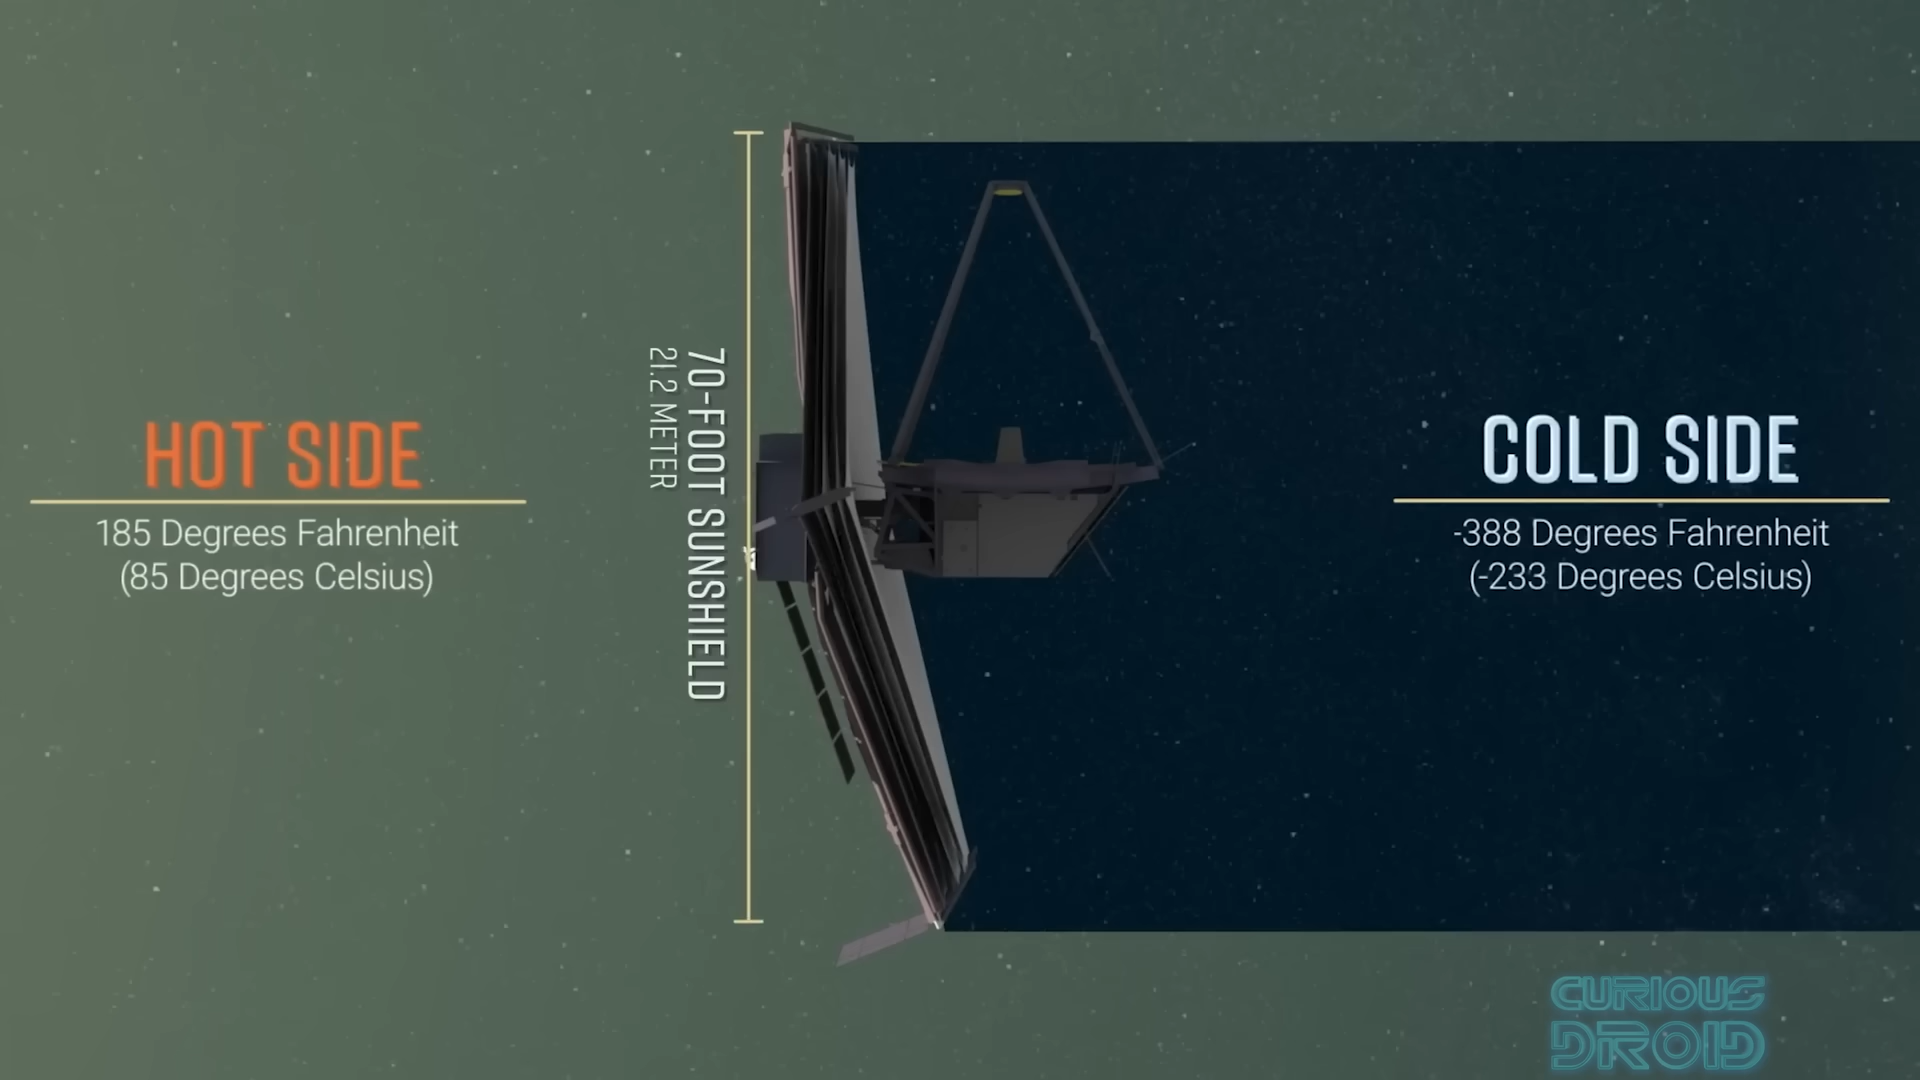 HOT SIDE
185 Degrees Fahrenheit
(85 Degrees Celsius)
70-FOOT SUNSHIELD
21.2 METER
COLD SIDE
-388 Degrees Fahrenheit
(-233 Degrees Celsius)
CURIOUS
DROID